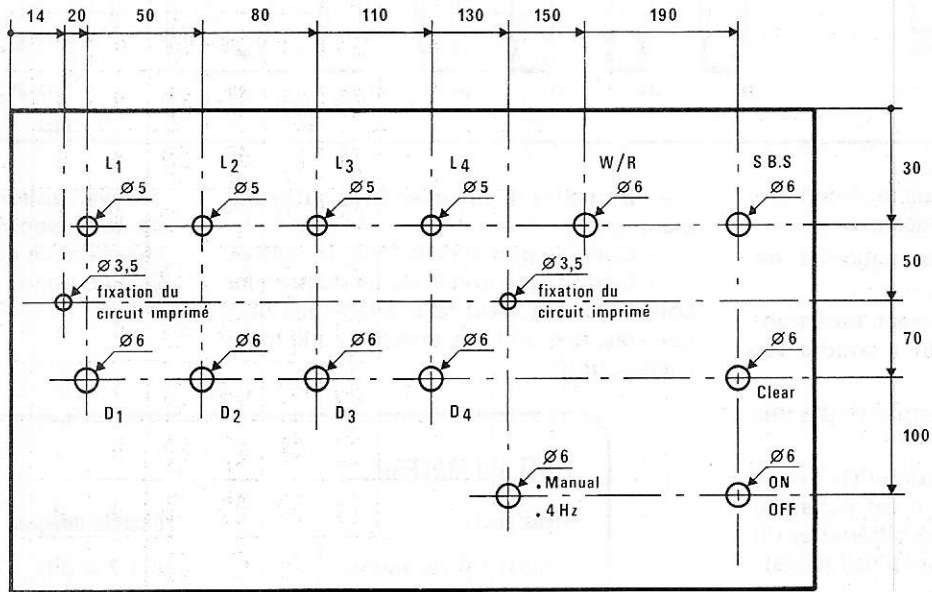 14 20 50 80 110 130 150 190
30
L1 L2 L3 L4 W/R S B.S
Ø5 Ø5 Ø5 Ø5 Ø6 Ø6
50
Ø 3,5 Ø 3,5
fixation du fixation du
circuit imprimé circuit imprimé
70
Ø6 Ø6 Ø6 Ø6 Ø6
D1 D2 D3 D4 Clear
100
Ø6 Ø6
. Manual ON
. 4 Hz OFF